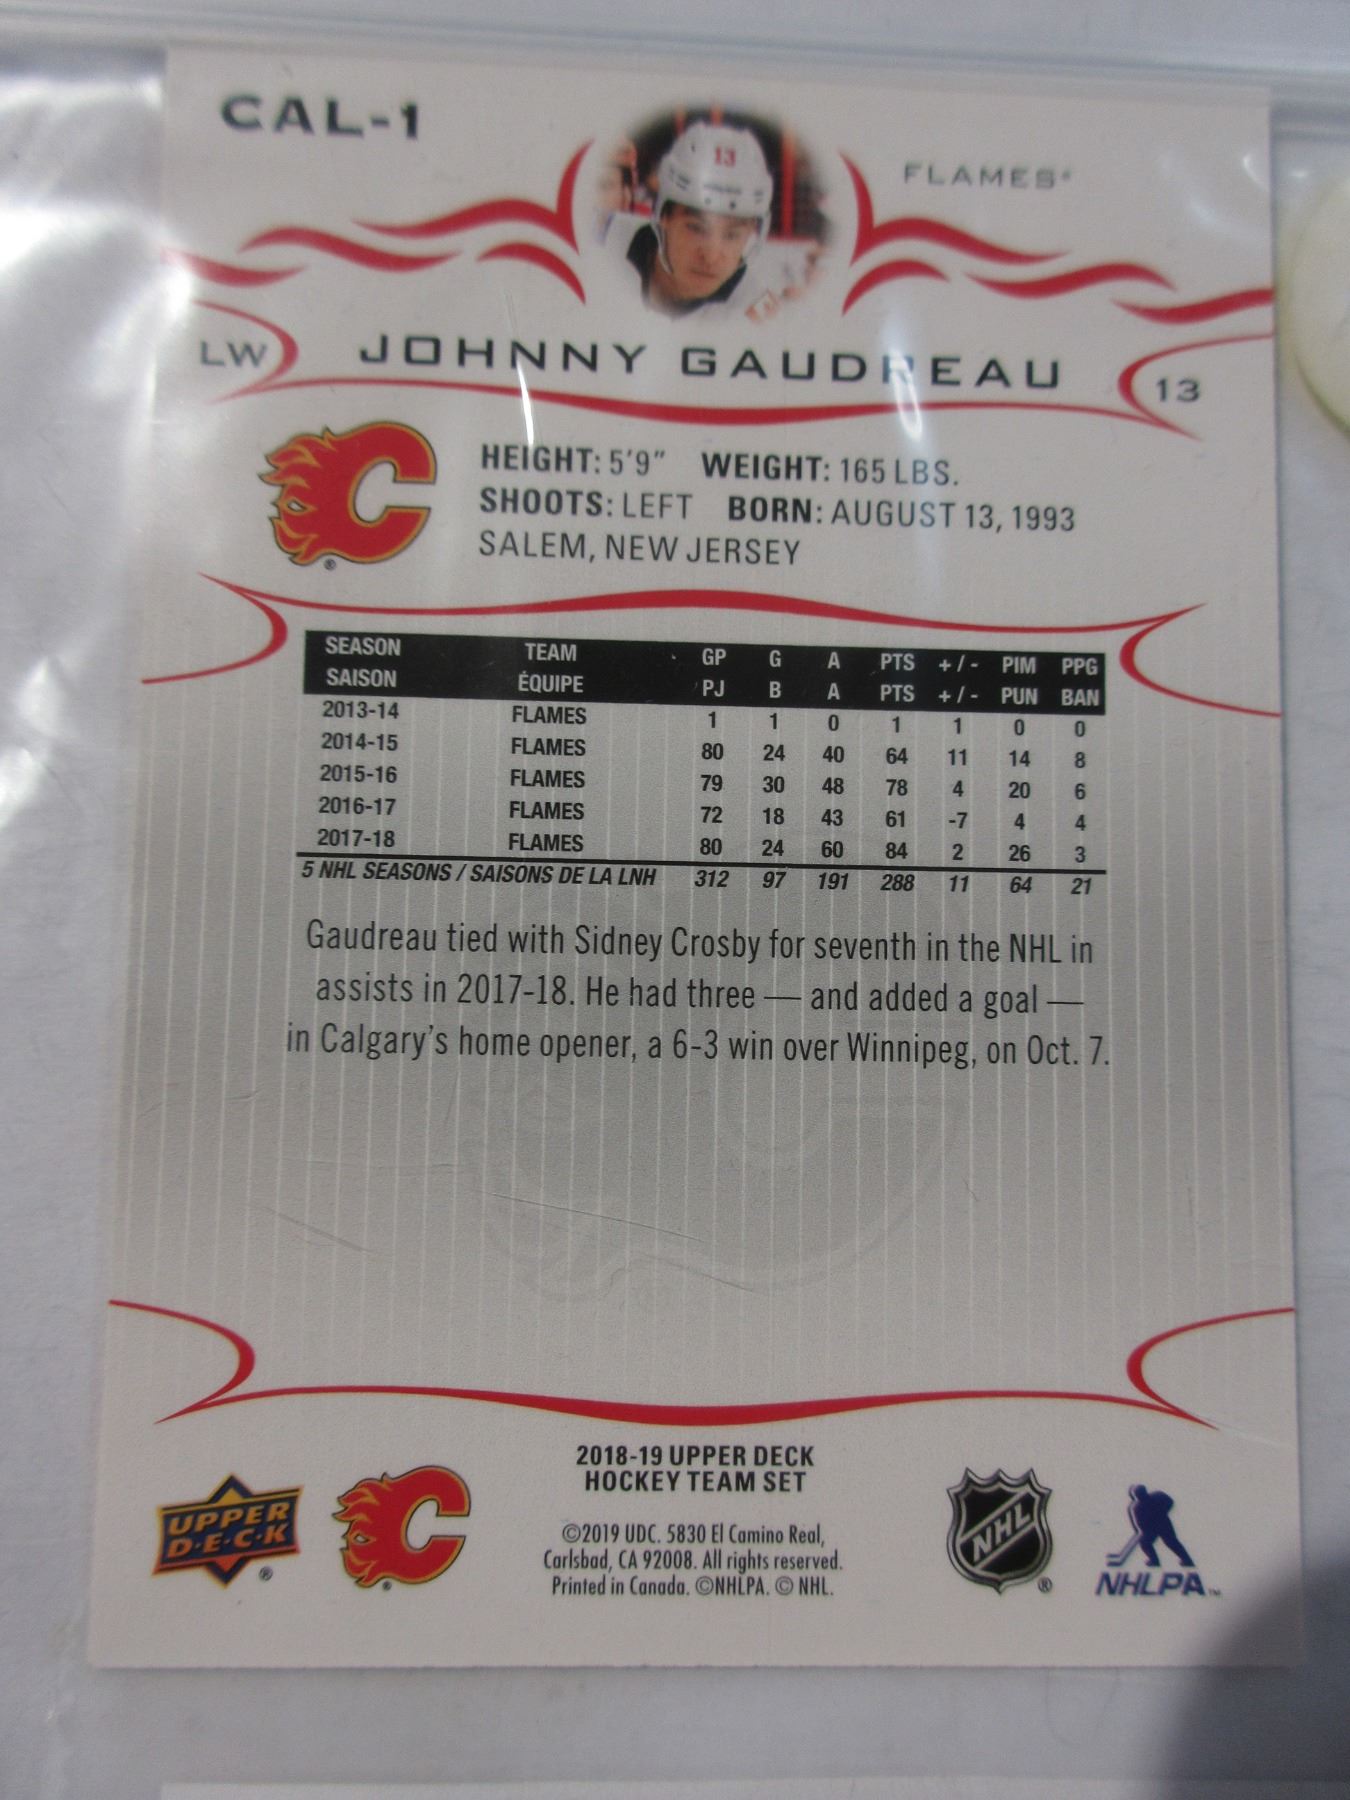 CAL-1
13
FLAMES®
LW
JOHNNY GAUDREAU
13
HEIGHT: 5'9" WEIGHT: 165 LBS.
SHOOTS: LEFT BORN: AUGUST 13, 1993
SALEM, NEW JERSEY
®
SEASON TEAM GP G A PTS +/- PIM PPG
SAISON ÉQUIPE PJ B A PTS +/- PUN BAN
2013-14 FLAMES 1 1 0 1 1 0 0
2014-15 FLAMES 80 24 40 64 11 14 8
2015-16 FLAMES 79 30 48 78 4 20 6
2016-17 FLAMES 72 18 43 61 -7 4 4
2017-18 FLAMES 80 24 60 84 2 26 3
5 NHL SEASONS / SAISONS DE LA LNH 312 97 191 288 11 64 21
Gaudreau tied with Sidney Crosby for seventh in the NHL in
assists in 2017-18. He had three — and added a goal —
in Calgary's home opener, a 6-3 win over Winnipeg, on Oct. 7.
2018-19 UPPER DECK
HOCKEY TEAM SET
©2019 UDC. 5830 El Camino Real,
Carlsbad, CA 92008. All rights reserved.
Printed in Canada. ©NHLPA. © NHL.
UPPER
D·E·C·K
®
®
NHL
®
NHLPA™